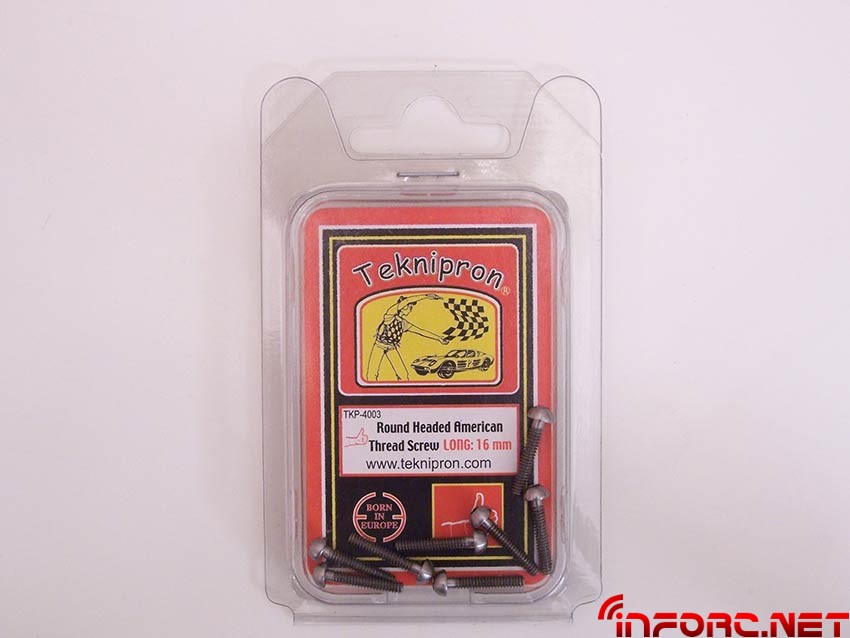 Teknipron®
TKP-4003
Round Headed American
Thread Screw LONG: 16 mm
www.teknipron.com
BORN
IN
EUROPE
INFORC.NET